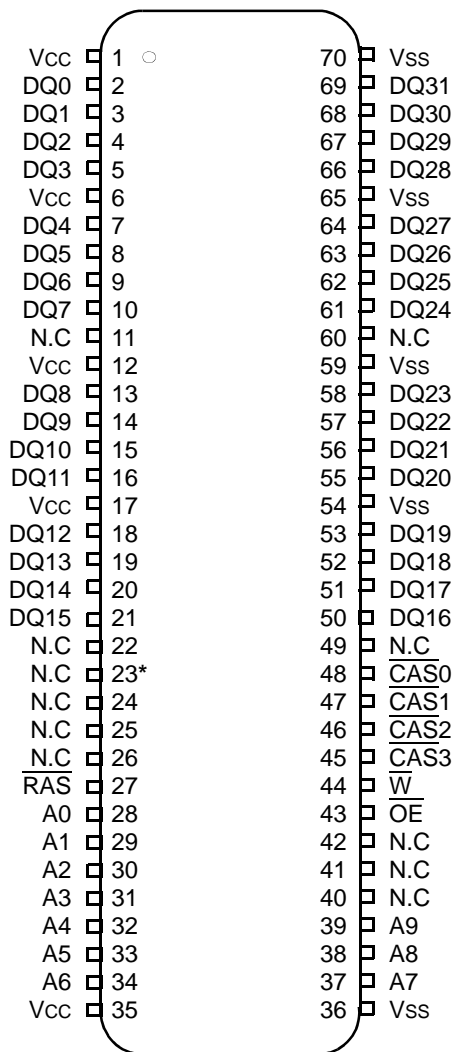 Vcc 1 70 Vss
DQ0 2 69 DQ31
DQ1 3 68 DQ30
DQ2 4 67 DQ29
DQ3 5 66 DQ28
Vcc 6 65 Vss
DQ4 7 64 DQ27
DQ5 8 63 DQ26
DQ6 9 62 DQ25
DQ7 10 61 DQ24
N.C 11 60 N.C
Vcc 12 59 Vss
DQ8 13 58 DQ23
DQ9 14 57 DQ22
DQ10 15 56 DQ21
DQ11 16 55 DQ20
Vcc 17 54 Vss
DQ12 18 53 DQ19
DQ13 19 52 DQ18
DQ14 20 51 DQ17
DQ15 21 50 DQ16
N.C 22 49 N.C
N.C 23* 48 C̅A̅S̅0
N.C 24 47 C̅A̅S̅1
N.C 25 46 C̅A̅S̅2
N.C 26 45 C̅A̅S̅3
R̅A̅S̅ 27 44 W̅
A0 28 43 O̅E̅
A1 29 42 N.C
A2 30 41 N.C
A3 31 40 N.C
A4 32 39 A9
A5 33 38 A8
A6 34 37 A7
Vcc 35 36 Vss